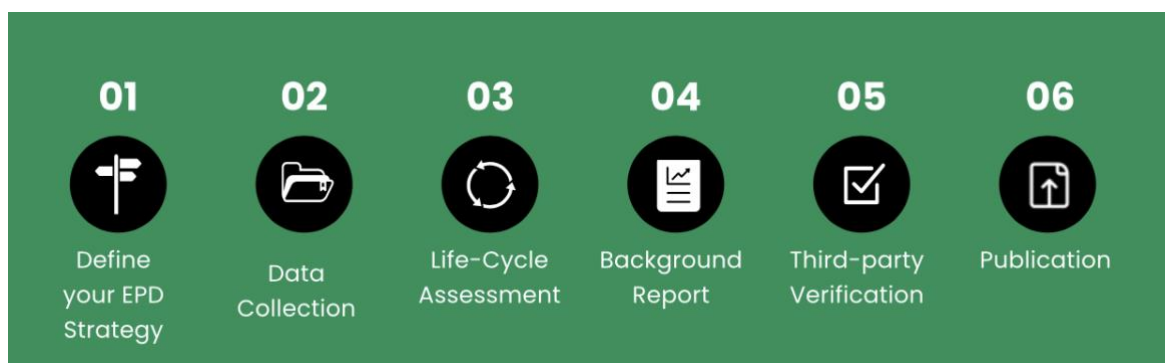 01
Define
your EPD
Strategy
02
Data
Collection
03
Life-Cycle
Assessment
04
Background
Report
05
Third-party
Verification
06
Publication